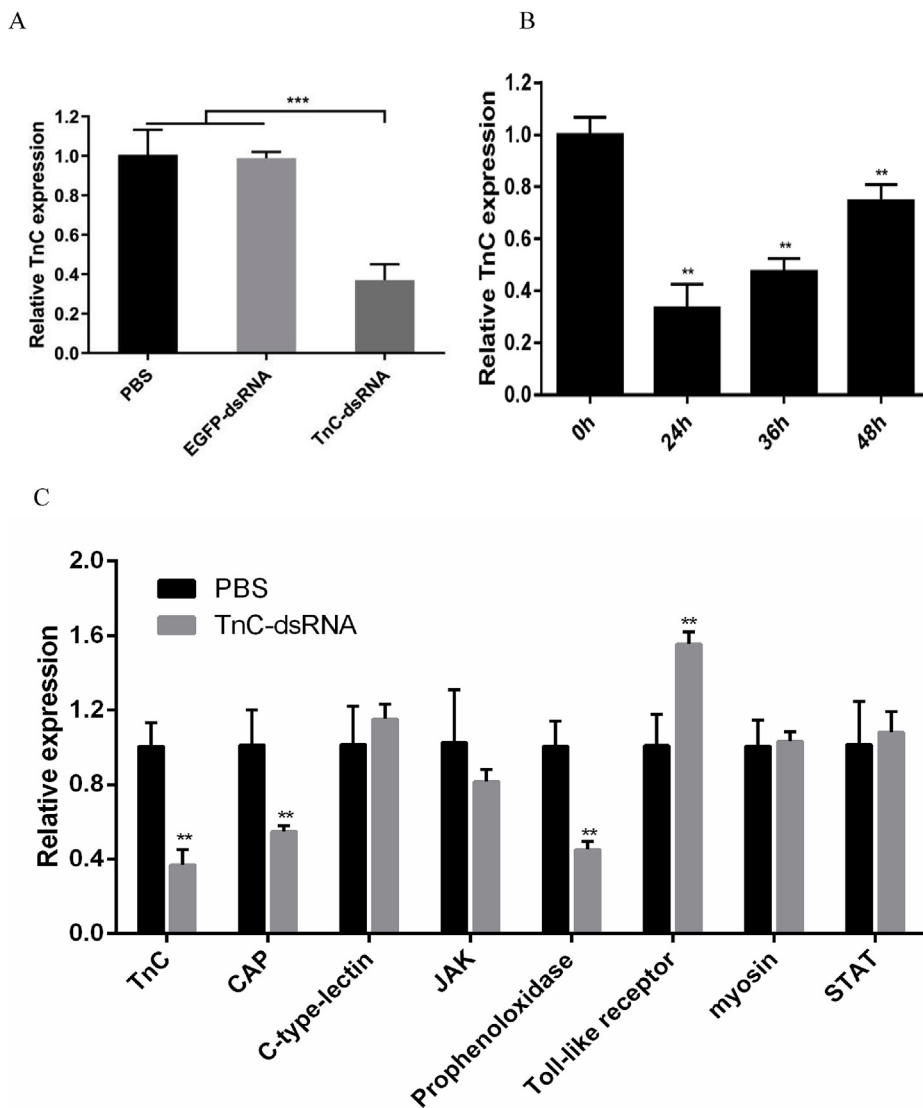 A
Relative TnC expression
1.2
1.0
0.8
0.6
0.4
0.2
0.0
***
PBS
EGFP-dsRNA
TnC-dsRNA
B
Relative TnC expression
1.2
1.0
0.8
0.6
0.4
0.2
0.0
**
**
**
0h
24h
36h
48h
C
Relative expression
2.0
1.6
1.2
0.8
0.4
0.0
PBS
TnC-dsRNA
**
**
**
**
TnC
CAP
C-type-lectin
JAK
Prophenoloxidase
Toll-like receptor
myosin
STAT